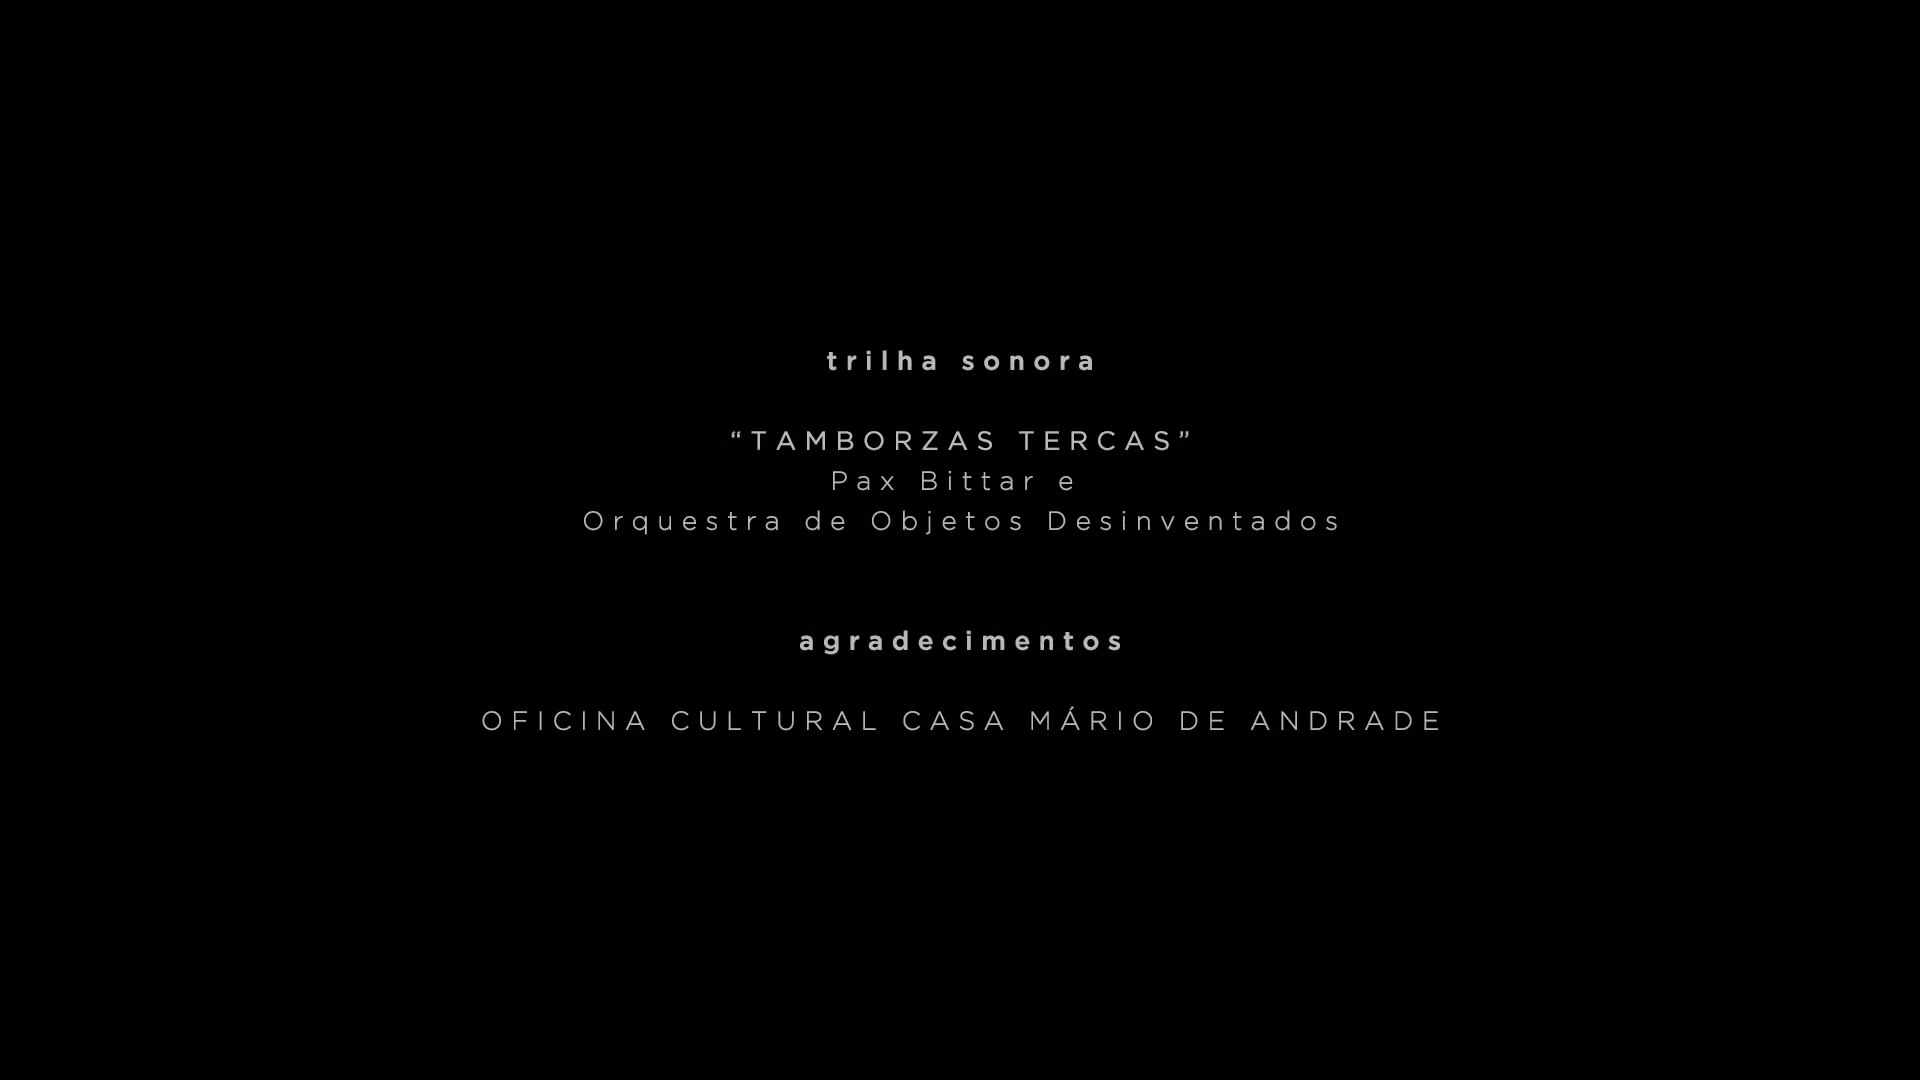 trilha sonora
“TAMBORZAS TERCAS”
Pax Bittar e
Orquestra de Objetos Desinventados
agradecimentos
OFICINA CULTURAL CASA MÁRIO DE ANDRADE